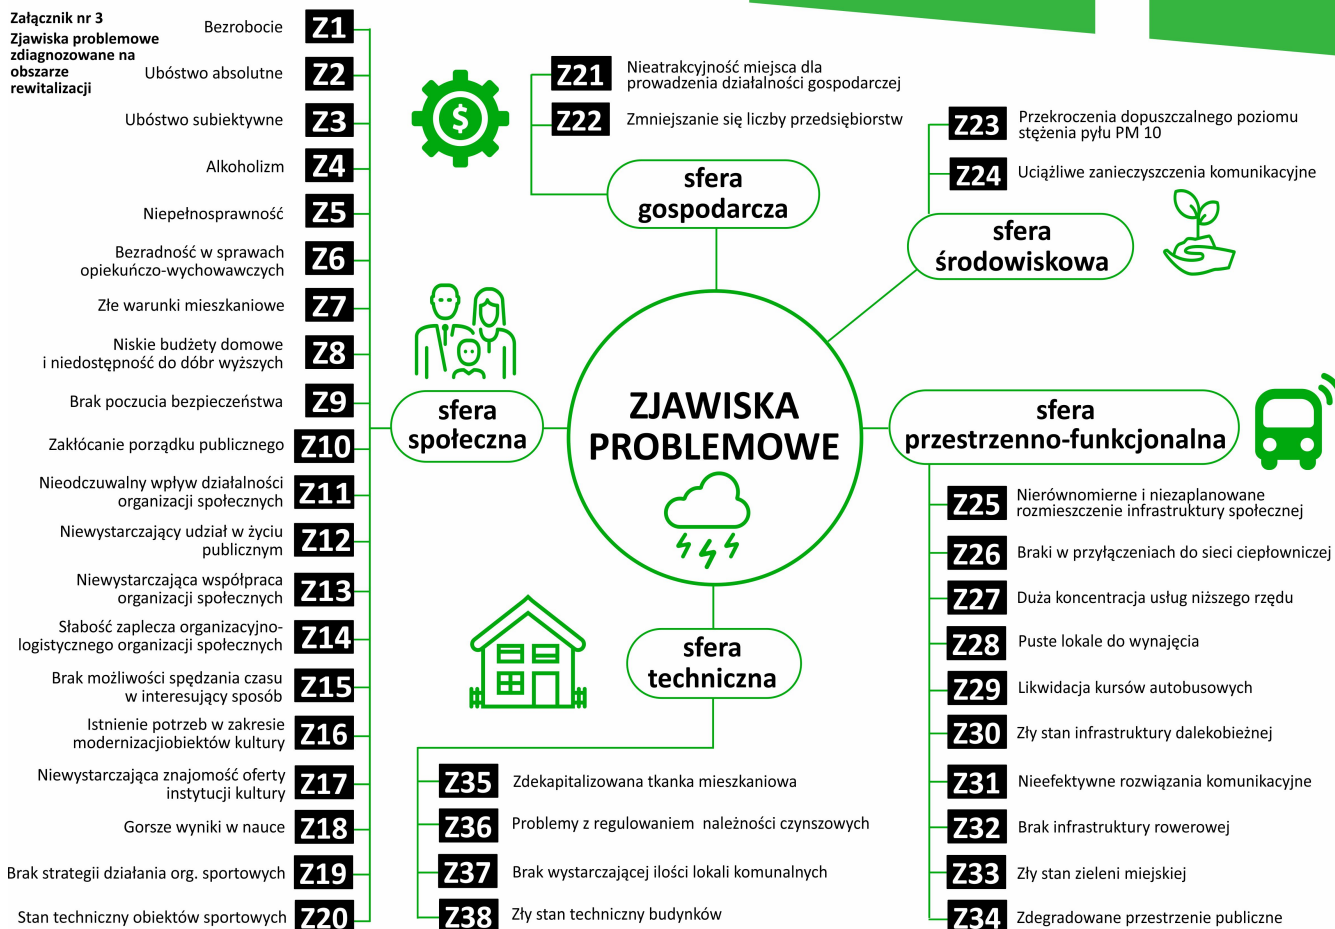 Załącznik nr 3
Zjawiska problemowe
zdiagnozowane na
obszarze
rewitalizacji
Bezrobocie Z1
Ubóstwo absolutne Z2
Ubóstwo subiektywne Z3
Alkoholizm Z4
Niepełnosprawność Z5
Bezradność w sprawach
opiekuńczo-wychowawczych Z6
Złe warunki mieszkaniowe Z7
Niskie budżety domowe
i niedostępność do dóbr wyższych Z8
Brak poczucia bezpieczeństwa Z9
Zakłócanie porządku publicznego Z10
Nieodczuwalny wpływ działalności
organizacji społecznych Z11
Niewystarczający udział w życiu
publicznym Z12
Niewystarczająca współpraca
organizacji społecznych Z13
Słabość zaplecza organizacyjno-
logistycznego organizacji społecznych Z14
Brak możliwości spędzania czasu
w interesujący sposób Z15
Istnienie potrzeb w zakresie
modernizacjiobiektów kultury Z16
Niewystarczająca znajomość oferty
instytucji kultury Z17
Gorsze wyniki w nauce Z18
Brak strategii działania org. sportowych Z19
Stan techniczny obiektów sportowych Z20
sfera
społeczna
$
Z21 Nieatrakcyjność miejsca dla
prowadzenia działalności gospodarczej
Z22 Zmniejszanie się liczby przedsiębiorstw
sfera
gospodarcza
Z23 Przekroczenia dopuszczalnego poziomu
stężenia pyłu PM 10
Z24 Uciążliwe zanieczyszczenia komunikacyjne
sfera
środowiskowa
ZJAWISKA
PROBLEMOWE
sfera
przestrzenno-funkcjonalna
Z25 Nierównomierne i niezaplanowane
rozmieszczenie infrastruktury społecznej
Z26 Braki w przyłączeniach do sieci ciepłowniczej
Z27 Duża koncentracja usług niższego rzędu
Z28 Puste lokale do wynajęcia
Z29 Likwidacja kursów autobusowych
Z30 Zły stan infrastruktury dalekobieżnej
Z31 Nieefektywne rozwiązania komunikacyjne
Z32 Brak infrastruktury rowerowej
Z33 Zły stan zieleni miejskiej
Z34 Zdegradowane przestrzenie publiczne
sfera
techniczna
Z35 Zdekapitalizowana tkanka mieszkaniowa
Z36 Problemy z regulowaniem należności czynszowych
Z37 Brak wystarczającej ilości lokali komunalnych
Z38 Zły stan techniczny budynków